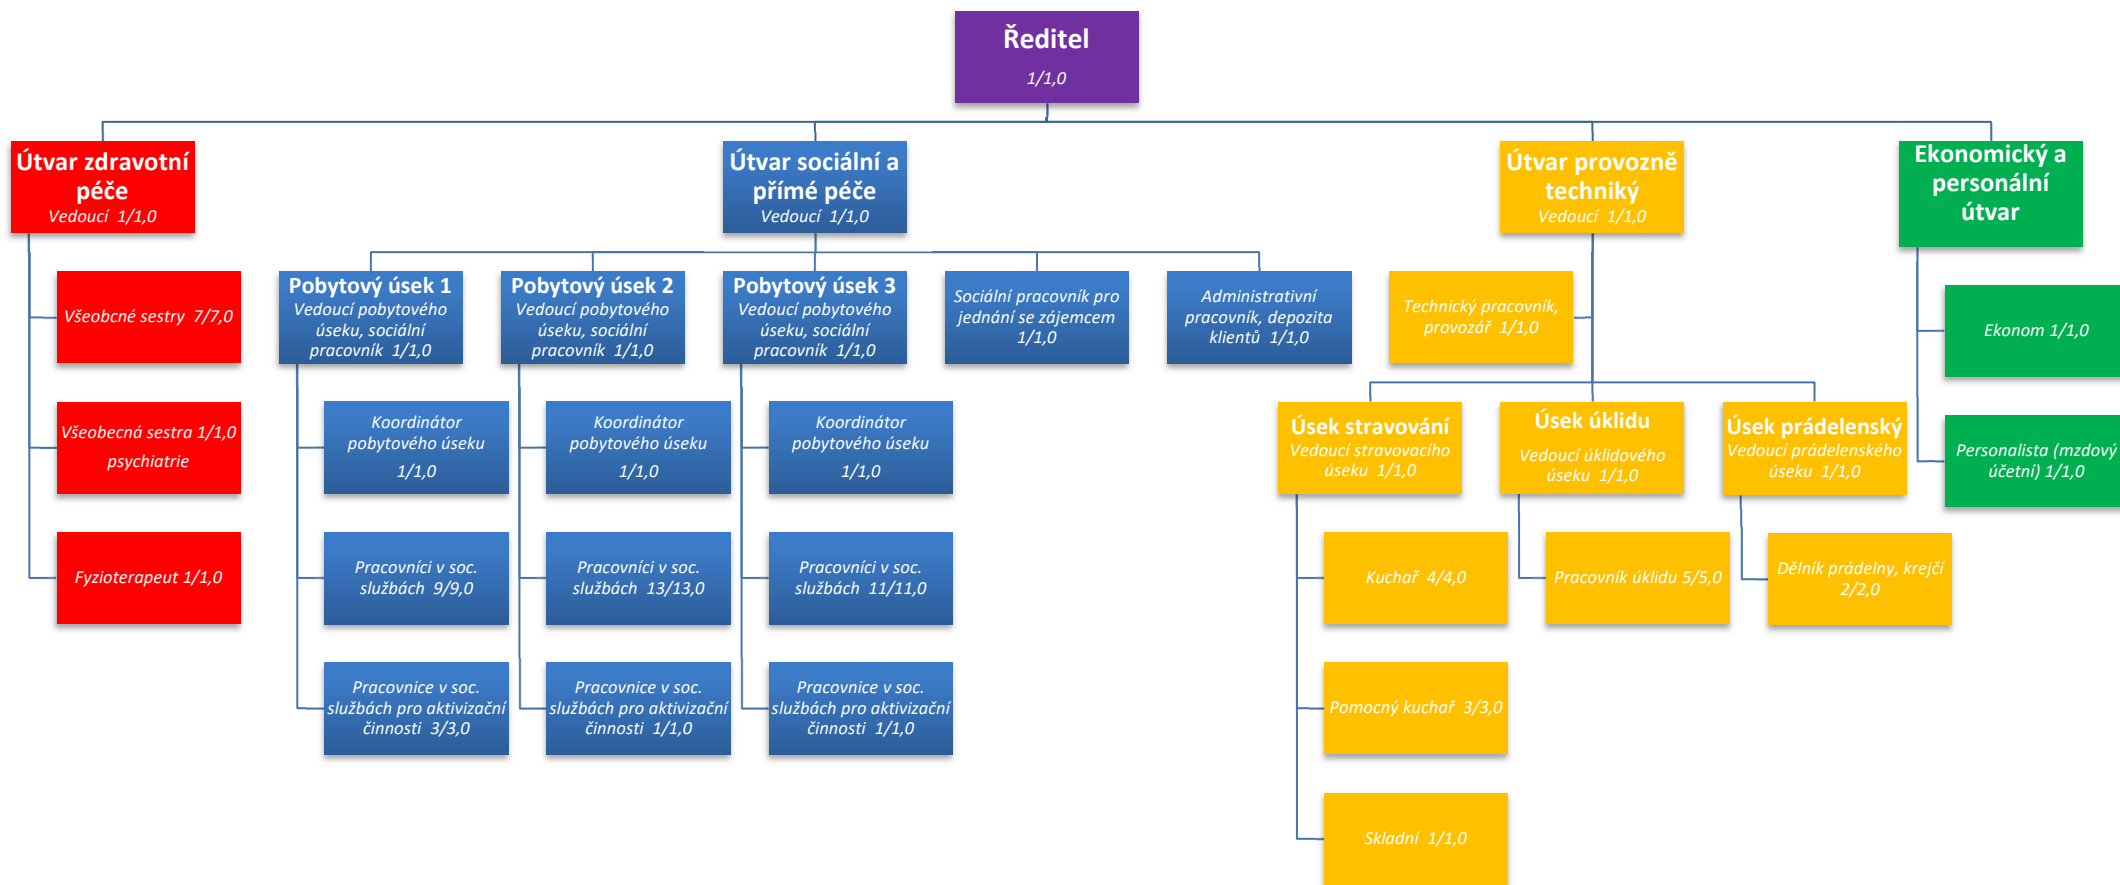 Ředitel
1/1,0
Útvar zdravotní
péče
Vedoucí 1/1,0
Útvar sociální a
přímé péče
Vedoucí 1/1,0
Útvar provozně
techniký
Vedoucí 1/1,0
Ekonomický a
personální
útvar
Všeobcné sestry 7/7,0
Všeobecná sestra 1/1,0
psychiatrie
Fyzioterapeut 1/1,0
Pobytový úsek 1
Vedoucí pobytového
úseku, sociální
pracovník 1/1,0
Koordinátor
pobytového úseku
1/1,0
Pracovníci v soc.
službách 9/9,0
Pracovnice v soc.
službách pro aktivizační
činnosti 3/3,0
Pobytový úsek 2
Vedoucí pobytového
úseku, sociální
pracovník 1/1,0
Koordinátor
pobytového úseku
1/1,0
Pracovníci v soc.
službách 13/13,0
Pracovnice v soc.
službách pro aktivizační
činnosti 1/1,0
Pobytový úsek 3
Vedoucí pobytového
úseku, sociální
pracovník 1/1,0
Koordinátor
pobytového úseku
1/1,0
Pracovníci v soc.
službách 11/11,0
Pracovnice v soc.
službách pro aktivizační
činnosti 1/1,0
Sociální pracovník pro
jednání se zájemcem
1/1,0
Administrativní
pracovník, depozita
klientů 1/1,0
Technický pracovník,
provozář 1/1,0
Úsek stravování
Vedoucí stravovacího
úseku 1/1,0
Kuchař 4/4,0
Pomocný kuchař 3/3,0
Skladní 1/1,0
Úsek úklidu
Vedoucí úklidového
úseku 1/1,0
Pracovník úklidu 5/5,0
Úsek prádelenský
Vedoucí prádelenského
úseku 1/1,0
Dělník prádelny, krejčí
2/2,0
Ekonom 1/1,0
Personalista (mzdový
účetní) 1/1,0